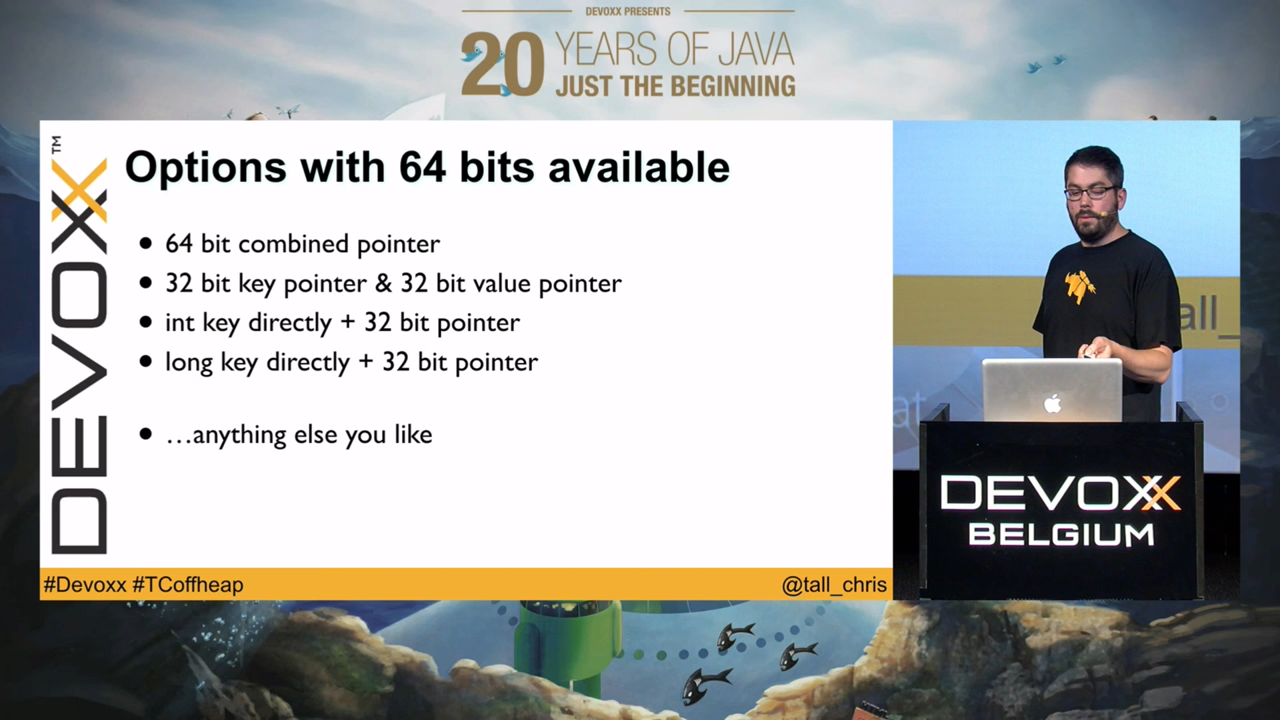 DEVOXX PRESENTS
20 YEARS OF JAVA
JUST THE BEGINNING
DEVOXX™
Options with 64 bits available
• 64 bit combined pointer
• 32 bit key pointer & 32 bit value pointer
• int key directly + 32 bit pointer
• long key directly + 32 bit pointer
• …anything else you like
#Devoxx #TCoffheap
@tall_chris
all_
at
DEVOXX
BELGIUM